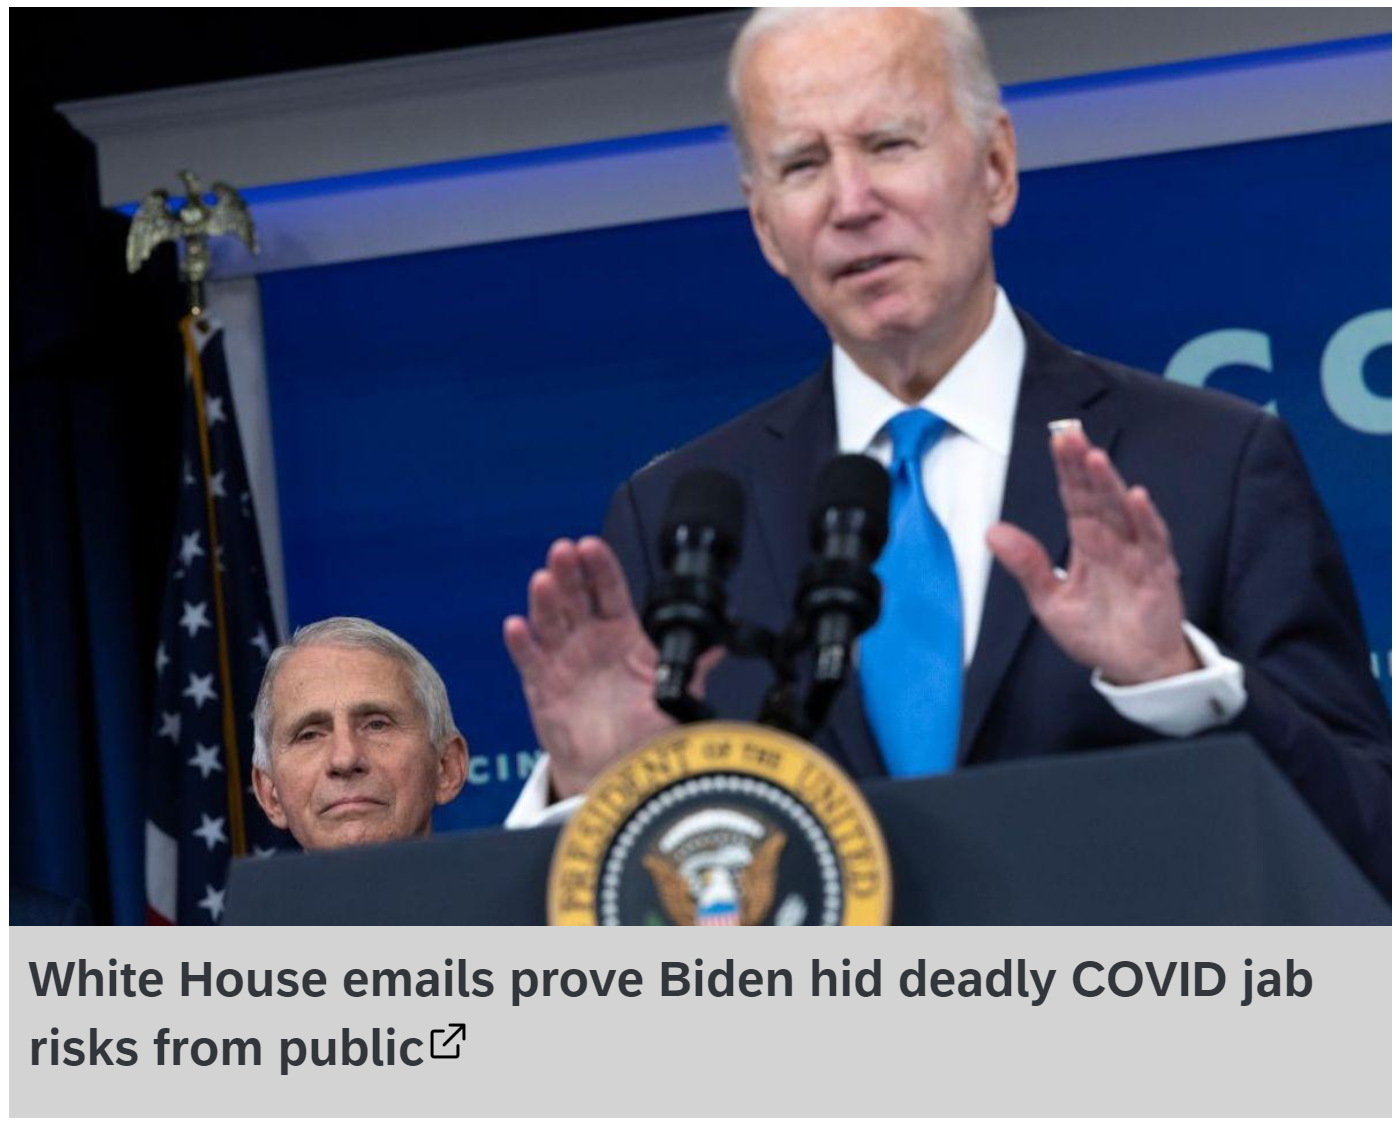 CO
CIN
PRESIDENT OF THE UNITED
White House emails prove Biden hid deadly COVID jab
risks from public